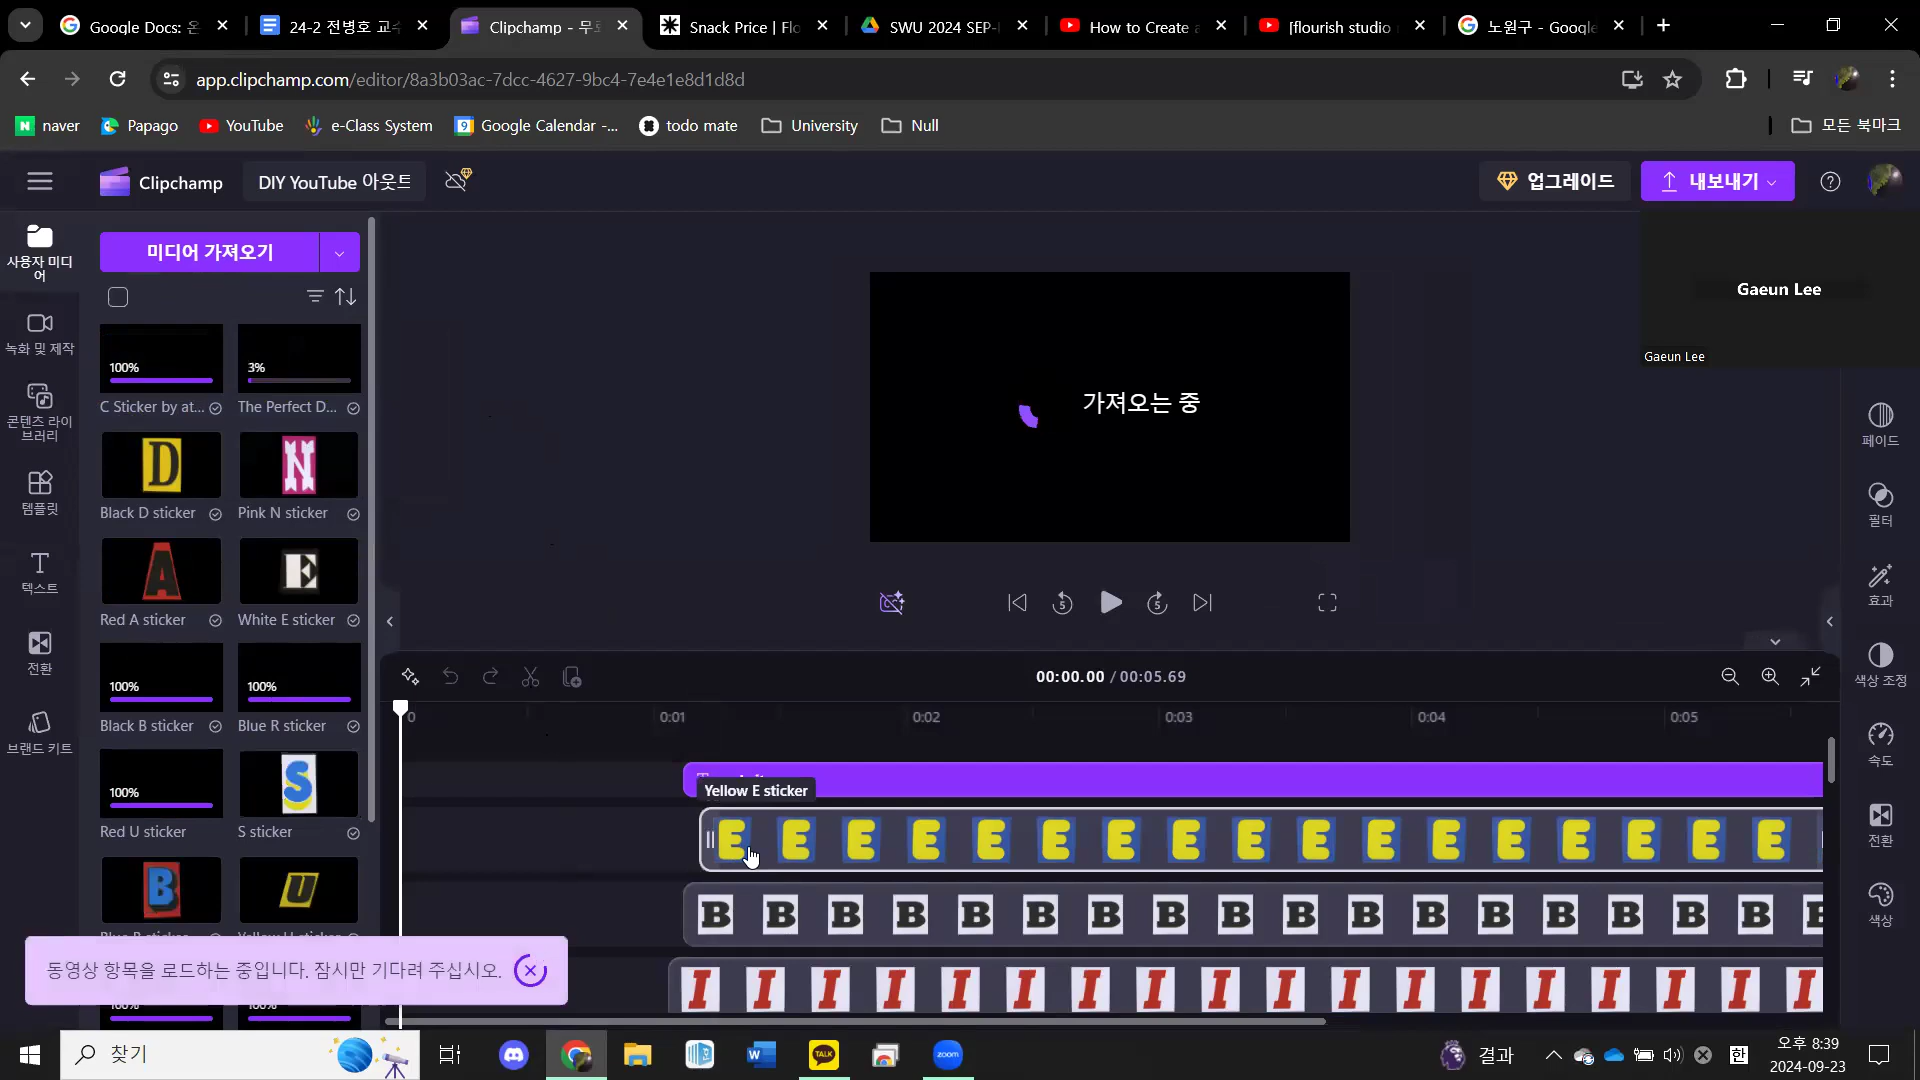 Google Docs: 온
24-2 전병호 교수
Clipchamp - 무료
Snack Price | Flo
SWU 2024 SEP-
How to Create a
[flourish studio
노원구 - Google
app.clipchamp.com/editor/8a3b03ac-7dcc-4627-9bc4-7e4e1e8d1d8d
naver
Papago
YouTube
e-Class System
Google Calendar -...
todo mate
University
Null
모든 북마크
Clipchamp
DIY YouTube 아웃트
업그레이드
내보내기
사용자 미디어
미디어 가져오기
녹화 및 제작
콘텐츠 라이브러리
템플릿
텍스트
전환
브랜드 키트
100%
3%
C Sticker by at...
The Perfect D...
D
N
Black D sticker
Pink N sticker
A
E
Red A sticker
White E sticker
100%
100%
Black B sticker
Blue R sticker
100%
S
Red U sticker
S sticker
B
U
동영상 항목을 로드하는 중입니다. 잠시만 기다려 주십시오.
100%
100%
가져오는 중
Gaeun Lee
Gaeun Lee
페이드
필터
효과
색상 조정
속도
전환
색상
5
5
00:00.00 / 00:05.69
0
0:01
0:02
0:03
0:04
0:05
Yellow E sticker
E E E E E E E E E E E E E E E E E
B B B B B B B B B B B B B B B B B B
I I I I I I I I I I I I I I I I I I
찾기
TALK
zoom
결과
한
오후 8:39
2024-09-23